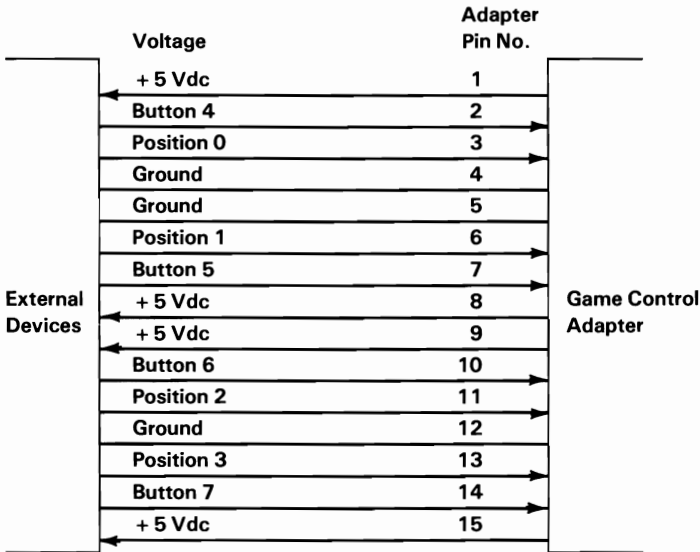 Adapter
Voltage Pin No.
+ 5 Vdc 1
Button 4 2
Position 0 3
Ground 4
Ground 5
Position 1 6
Button 5 7
External + 5 Vdc 8 Game Control
Devices + 5 Vdc 9 Adapter
Button 6 10
Position 2 11
Ground 12
Position 3 13
Button 7 14
+ 5 Vdc 15